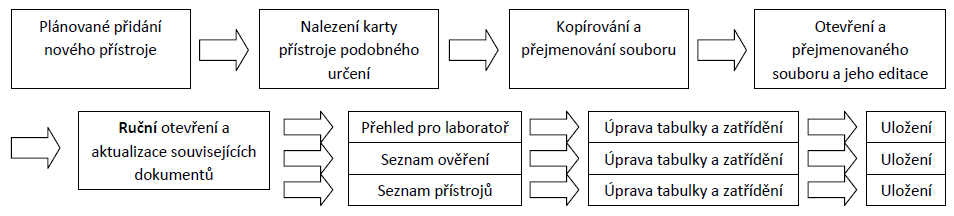 Plánované přidání
nového přístroje
Nalezení karty
přístroje podobného
určení
Kopírování a
přejmenování souboru
Otevření a
přejmenovaného
souboru a jeho editace
Ruční otevření a
aktualizace souvisejících
dokumentů
Přehled pro laboratoř
Úprava tabulky a zatřídění
Uložení
Seznam ověření
Úprava tabulky a zatřídění
Uložení
Seznam přístrojů
Úprava tabulky a zatřídění
Uložení